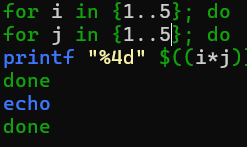 for i in {1..5}; do
for j in {1..5}; do
printf "%4d" $((i*j))
done
echo
done